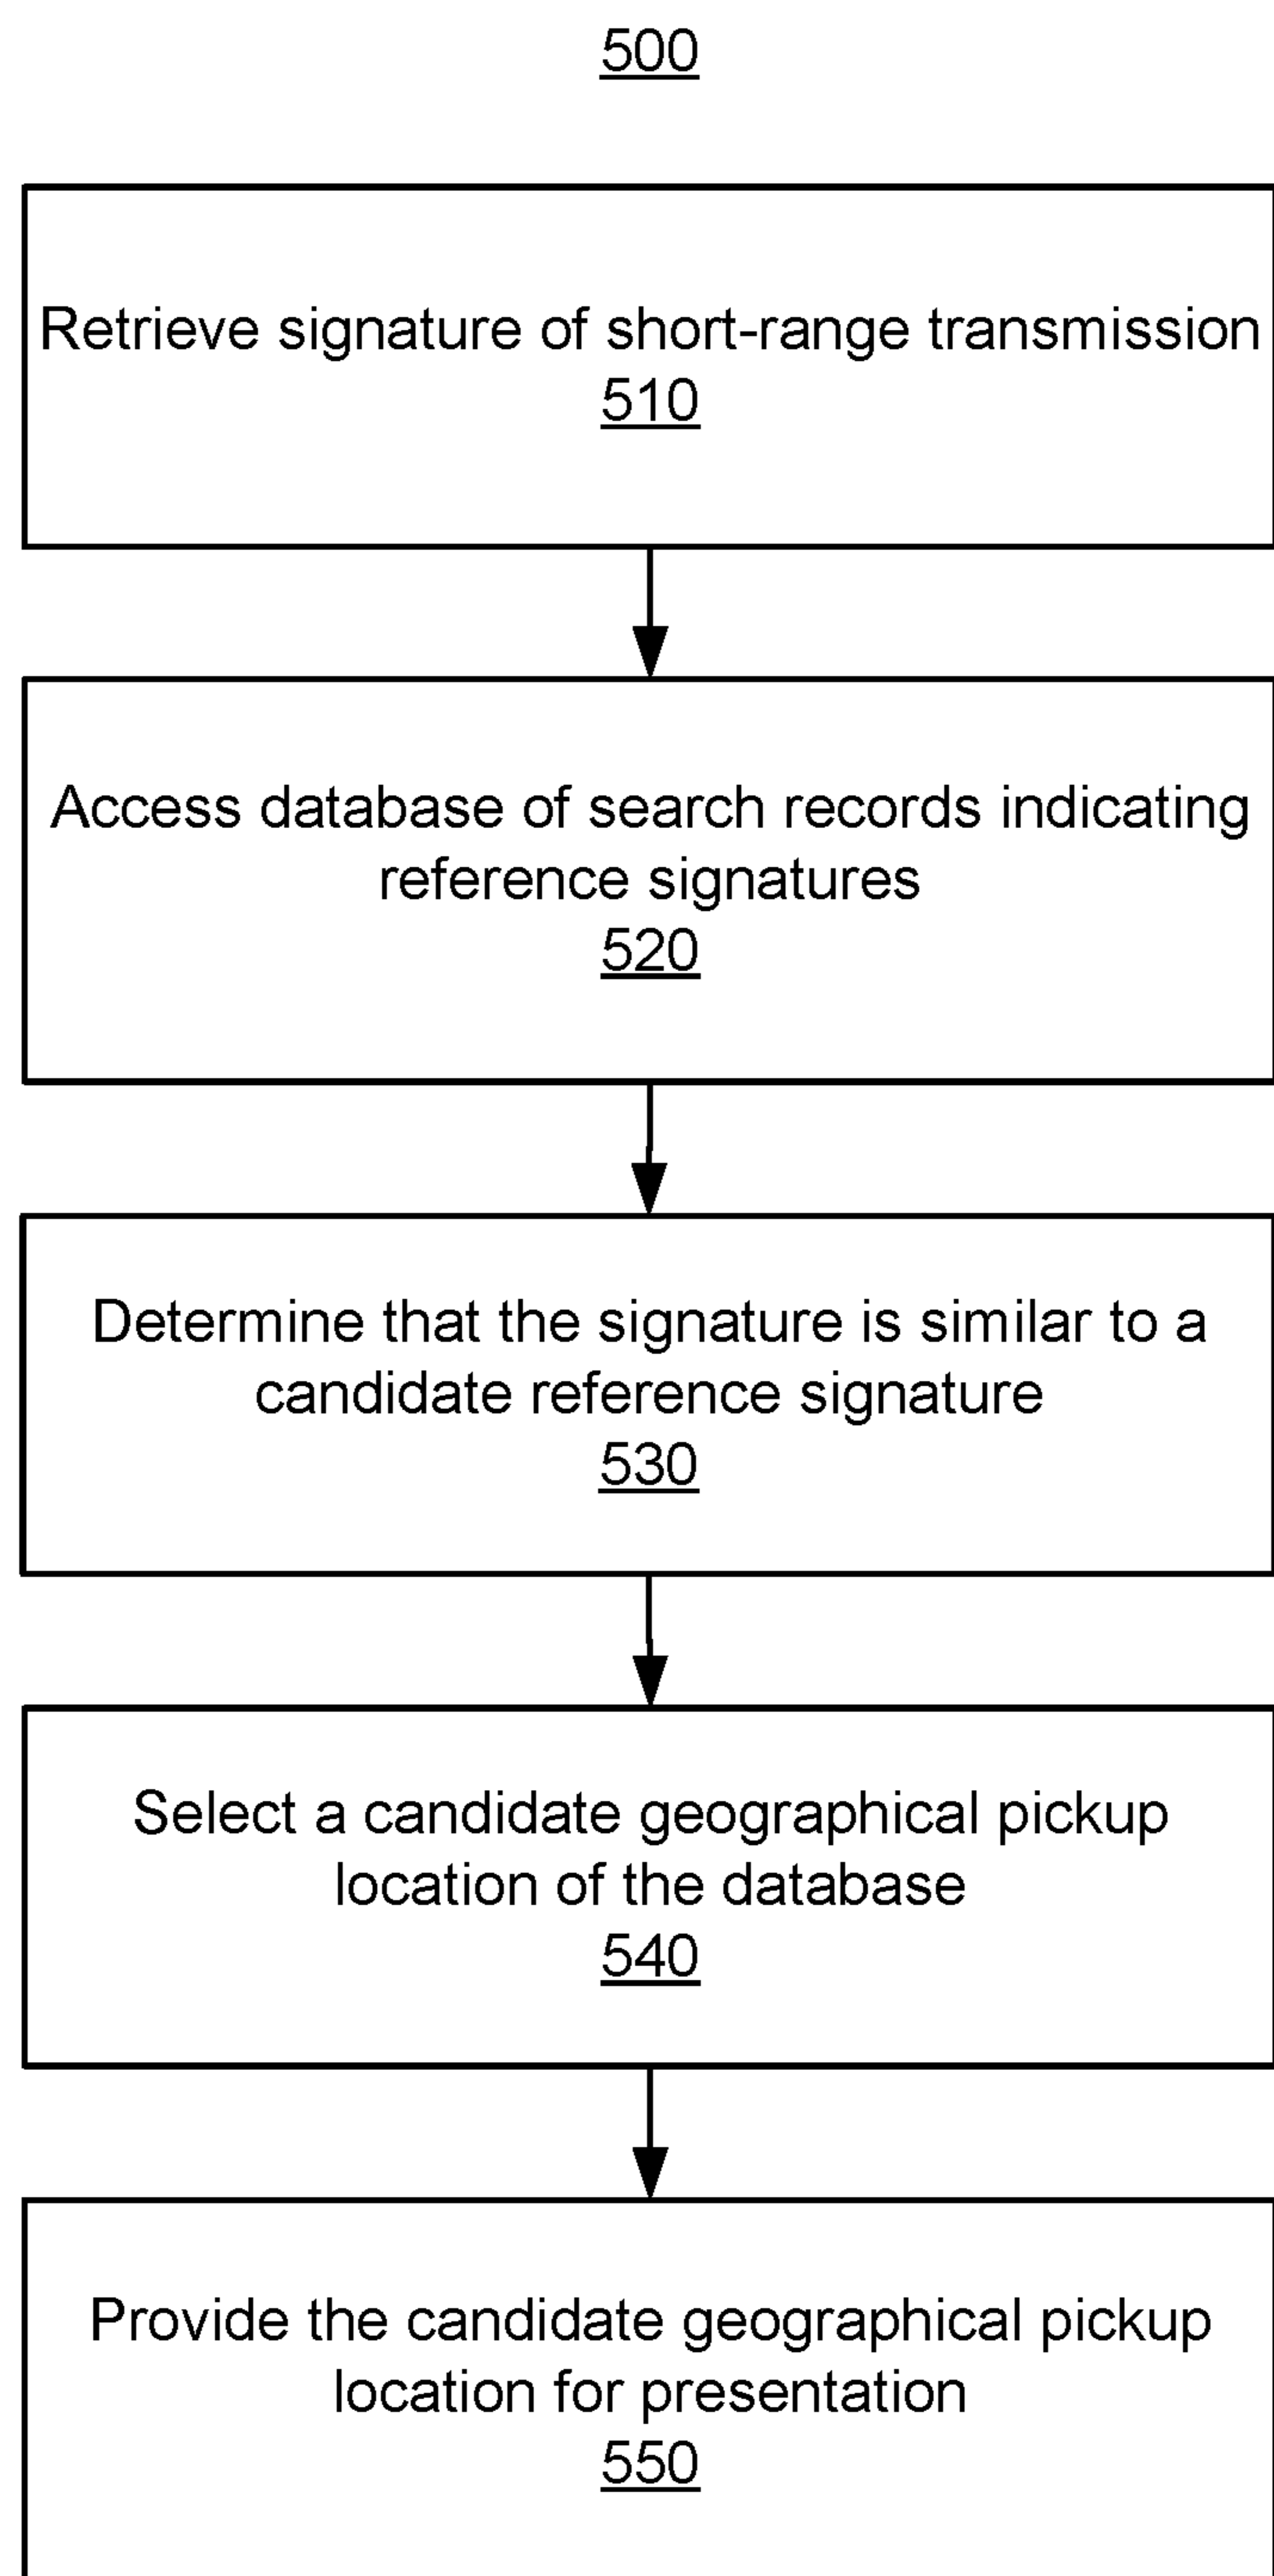 500
Retrieve signature of short-range transmission
510
Access database of search records indicating
reference signatures
520
Determine that the signature is similar to a
candidate reference signature
530
Select a candidate geographical pickup
location of the database
540
Provide the candidate geographical pickup
location for presentation
550